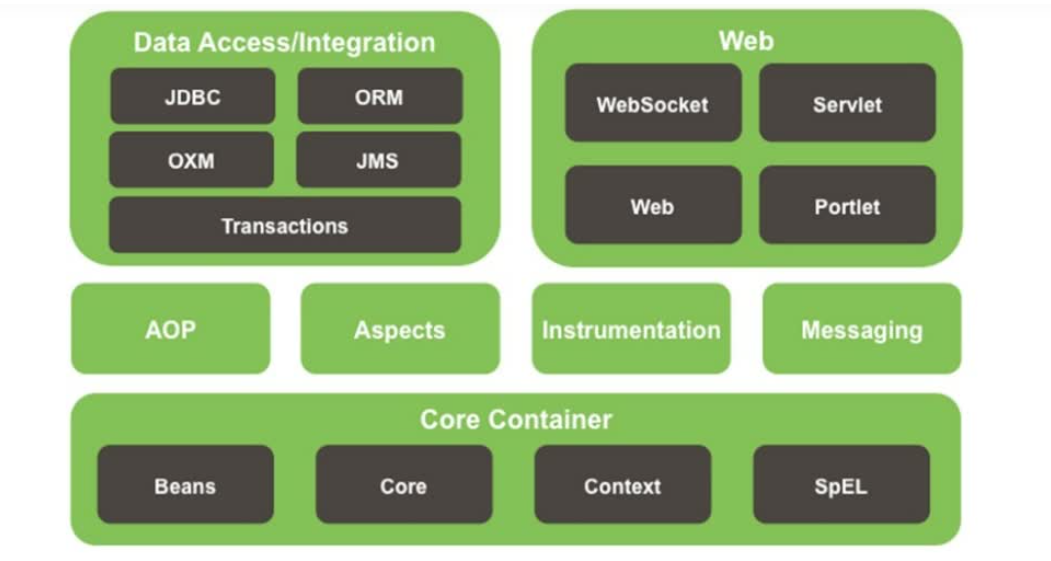 Data Access/Integration
JDBC
ORM
OXM
JMS
Transactions
Web
WebSocket
Servlet
Web
Portlet
AOP
Aspects
Instrumentation
Messaging
Core Container
Beans
Core
Context
SpEL